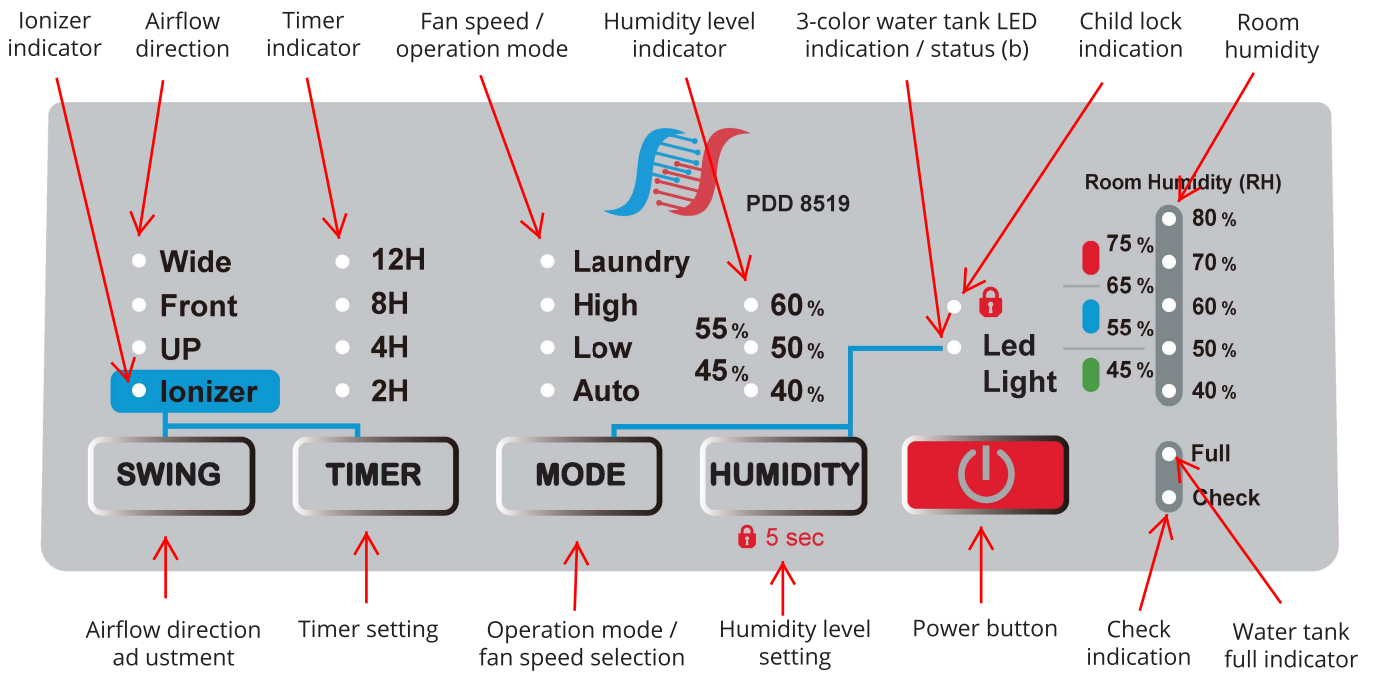 Ionizer
indicator
Airflow
direction
Timer
indicator
Fan speed /
operation mode
Humidity level
indicator
3-color water tank LED
indication / status (b)
Child lock
indication
Room
humidity
PDD 8519
Room Humidity (RH)
Wide
Front
UP
Ionizer
12H
8H
4H
2H
Laundry
High
Low
Auto
60 %
55 %
50 %
45 %
40 %
Led
Light
75 %
65 %
55 %
45 %
80 %
70 %
60 %
50 %
40 %
Full
Check
SWING
TIMER
MODE
HUMIDITY
5 sec
Airflow direction
ad ustment
Timer setting
Operation mode /
fan speed selection
Humidity level
setting
Power button
Check
indication
Water tank
full indicator